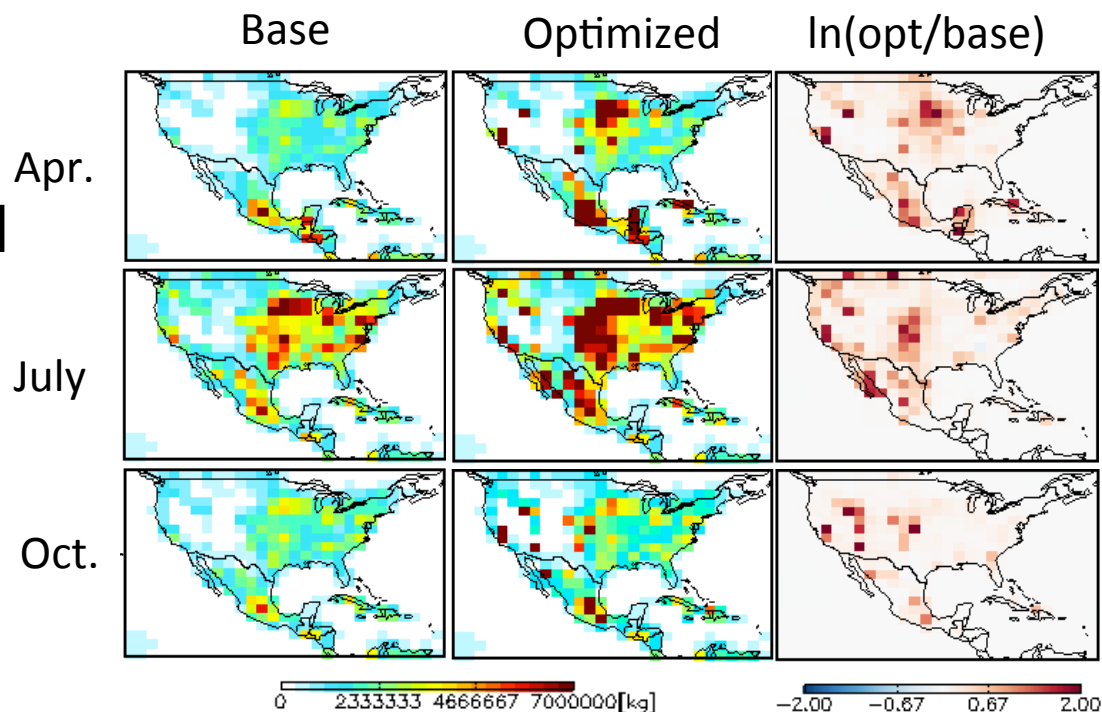 Base Optimized ln(opt/base)
Apr.
July
Oct.
0 2333333 4666667 7000000[kg]
-2.00 -0.67 0.67 2.00